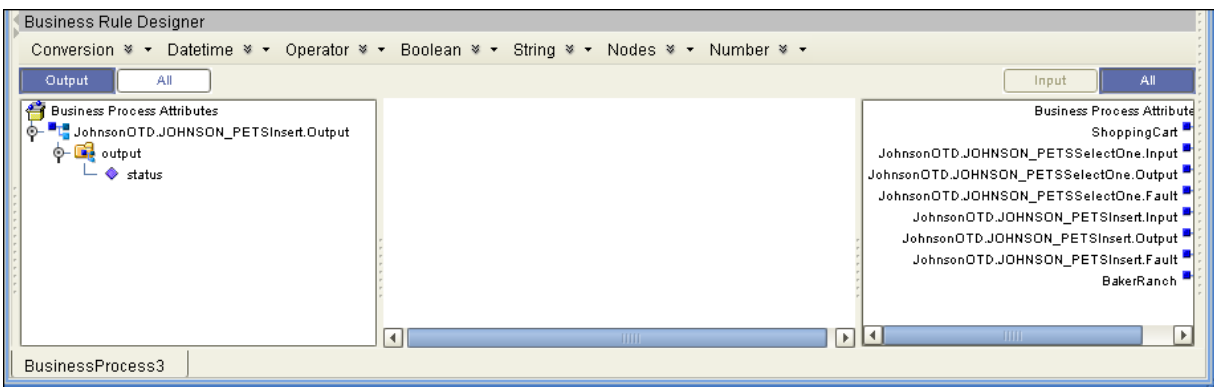 Business Rule Designer
Conversion Datetime Operator Boolean String Nodes Number
Output All Input All
Business Process Attributes
JohnsonOTD.JOHNSON_PETSInsert.Output
output
status
Business Process Attribute
ShoppingCart
JohnsonOTD.JOHNSON_PETSSelectOne.Input
JohnsonOTD.JOHNSON_PETSSelectOne.Output
JohnsonOTD.JOHNSON_PETSSelectOne.Fault
JohnsonOTD.JOHNSON_PETSInsert.Input
JohnsonOTD.JOHNSON_PETSInsert.Output
JohnsonOTD.JOHNSON_PETSInsert.Fault
BakerRanch
BusinessProcess3